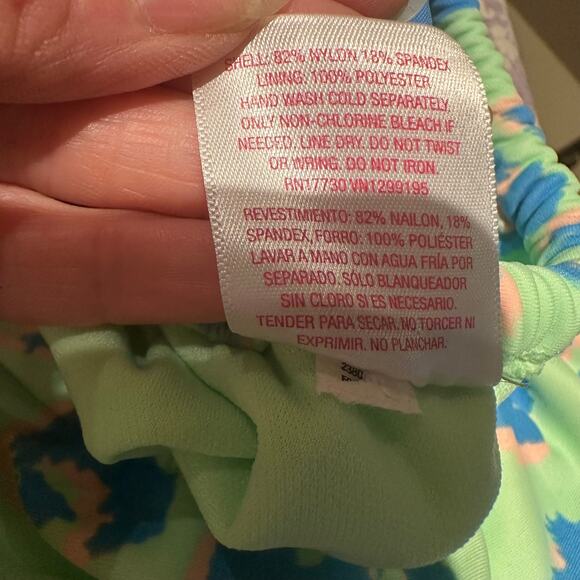 SHELL: 82% NYLON 18% SPANDEX
LINING: 100% POLYESTER
HAND WASH COLD SEPARATELY
ONLY NON-CHLORINE BLEACH IF
NEEDED. LINE DRY. DO NOT TWIST
OR WRING. DO NOT IRON.
RN17730 VN1299195
REVESTIMIENTO: 82% NAILON, 18%
SPANDEX, FORRO: 100% POLIÉSTER
LAVAR A MANO CON AGUA FRÍA POR
SEPARADO. SÓLO BLANQUEADOR
SIN CLORO SI ES NECESARIO.
TENDER PARA SECAR. NO TORCER NI
EXPRIMIR. NO PLANCHAR.